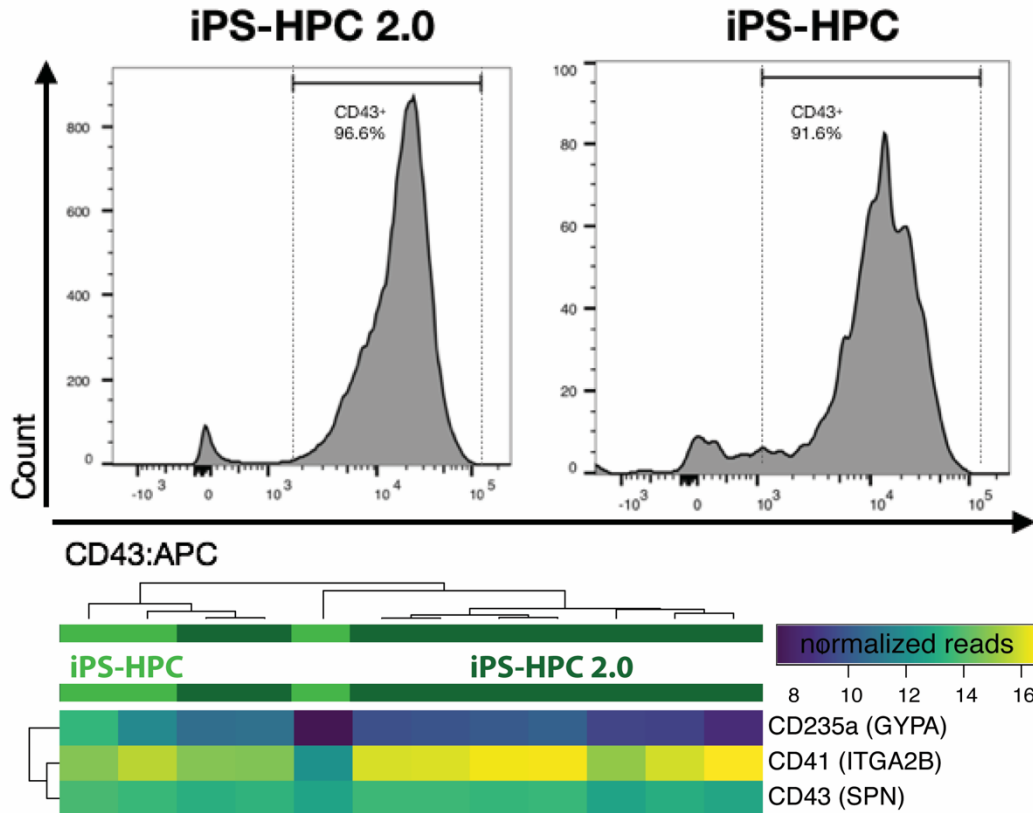 iPS-HPC 2.0
iPS-HPC
CD43+
96.6%
800
600
400
200
0
-10 3
0
10 3
10 4
10 5
CD43+
91.6%
100
80
60
40
20
0
-10 3
0
10 3
10 4
10 5
Count
CD43:APC
iPS-HPC
iPS-HPC 2.0
normalized reads
8 10 12 14 16
CD235a (GYPA)
CD41 (ITGA2B)
CD43 (SPN)